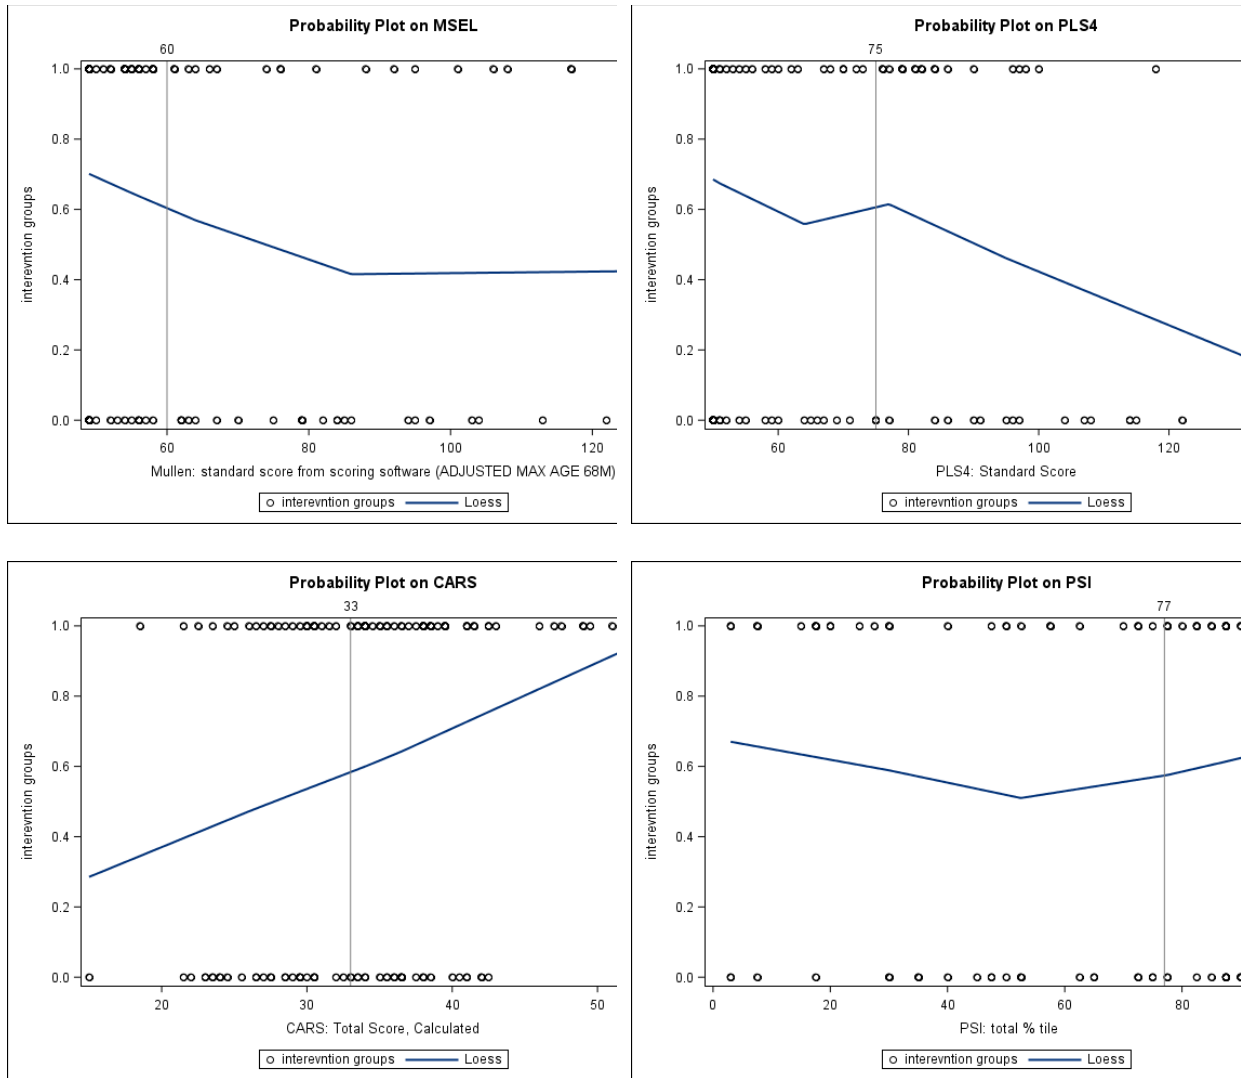 Probability Plot on MSEL
60
1.0
0.8
0.6
0.4
0.2
0.0
interevntion groups
60
80
100
120
Mullen: standard score from scoring software (ADJUSTED MAX AGE 68M)
interevntion groups
Loess
Probability Plot on PLS4
75
1.0
0.8
0.6
0.4
0.2
0.0
interevntion groups
60
80
100
120
PLS4: Standard Score
interevntion groups
Loess
Probability Plot on CARS
33
1.0
0.8
0.6
0.4
0.2
0.0
interevntion groups
20
30
40
50
CARS: Total Score, Calculated
interevntion groups
Loess
Probability Plot on PSI
77
1.0
0.8
0.6
0.4
0.2
0.0
interevntion groups
0
20
40
60
80
PSI: total % tile
interevntion groups
Loess